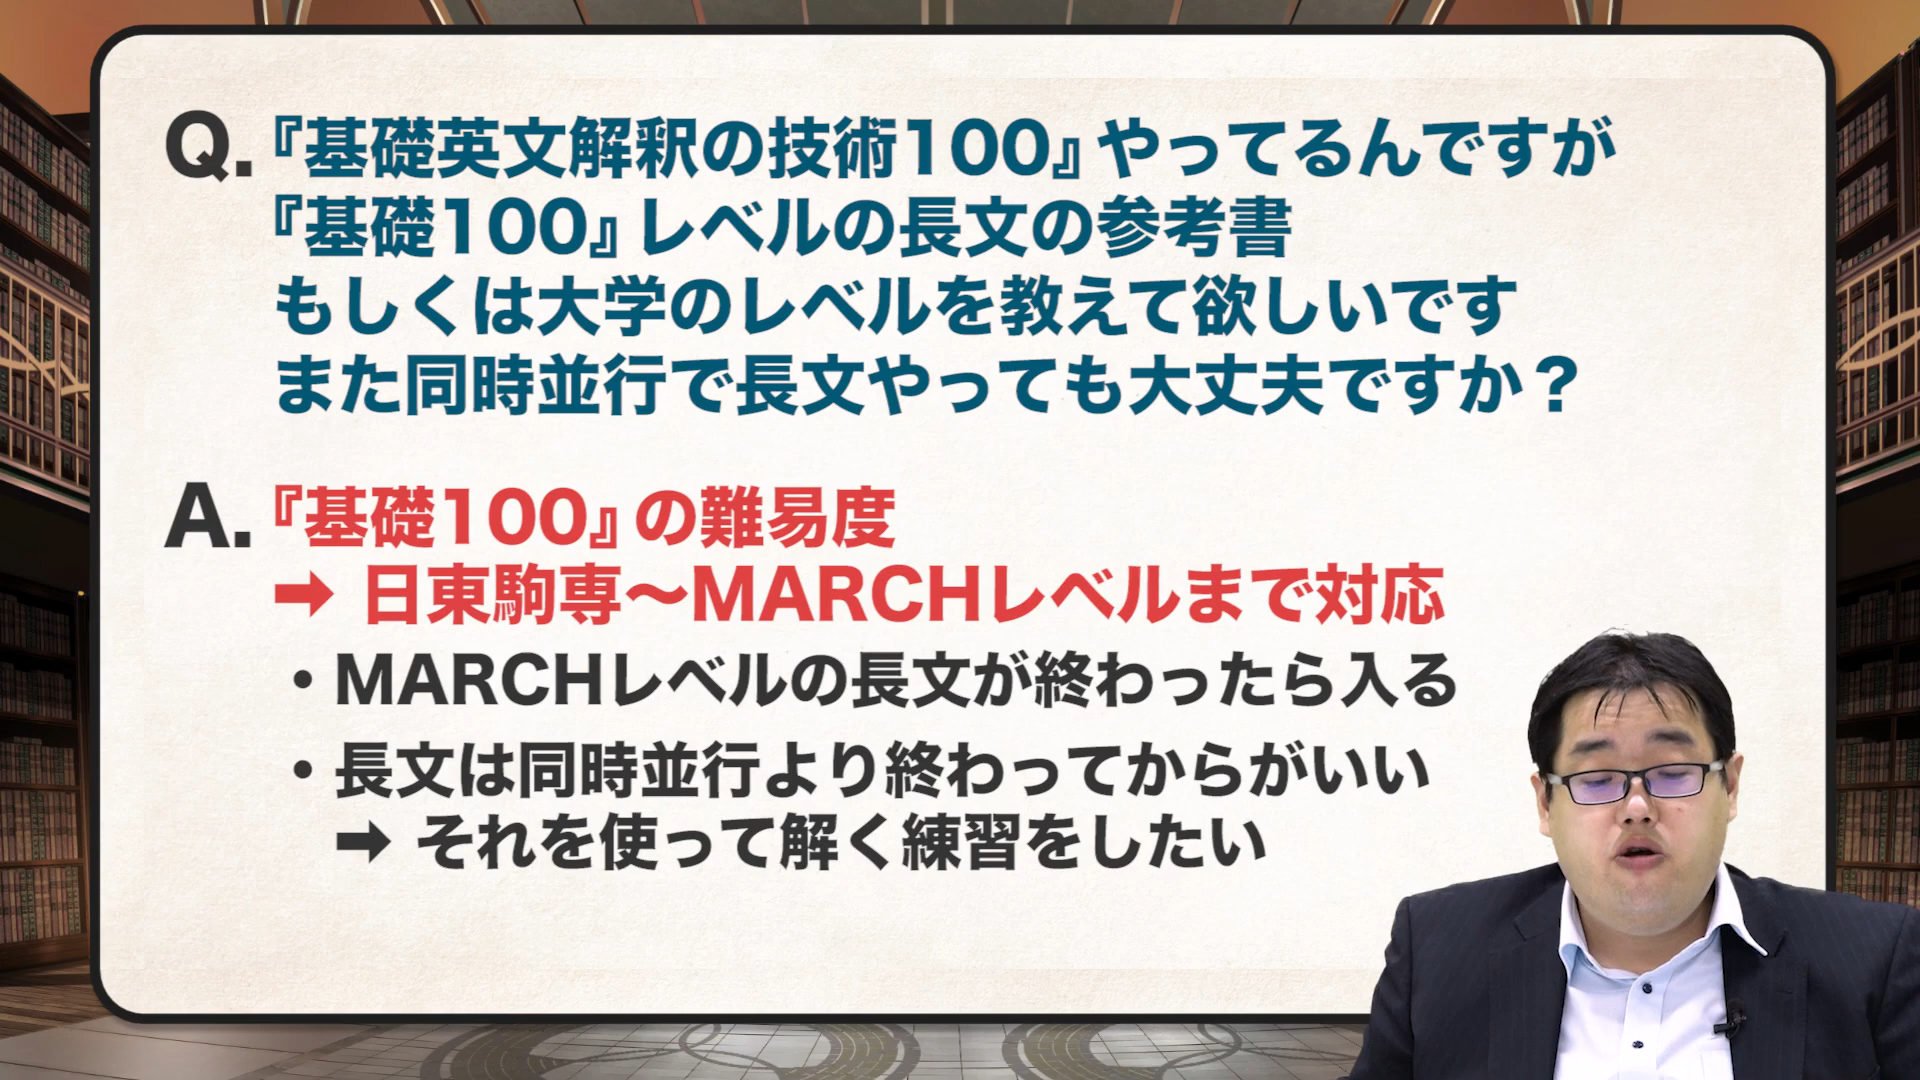 Q.『基礎英文解釈の技術100』やってるんですが
『基礎100』レベルの長文の参考書
もしくは大学のレベルを教えて欲しいです
また同時並行で長文やっても大丈夫ですか？
A.『基礎100』の難易度
➡ 日東駒専〜MARCHレベルまで対応
・MARCHレベルの長文が終わったら入る
・長文は同時並行より終わってからがいい
➡ それを使って解く練習をしたい